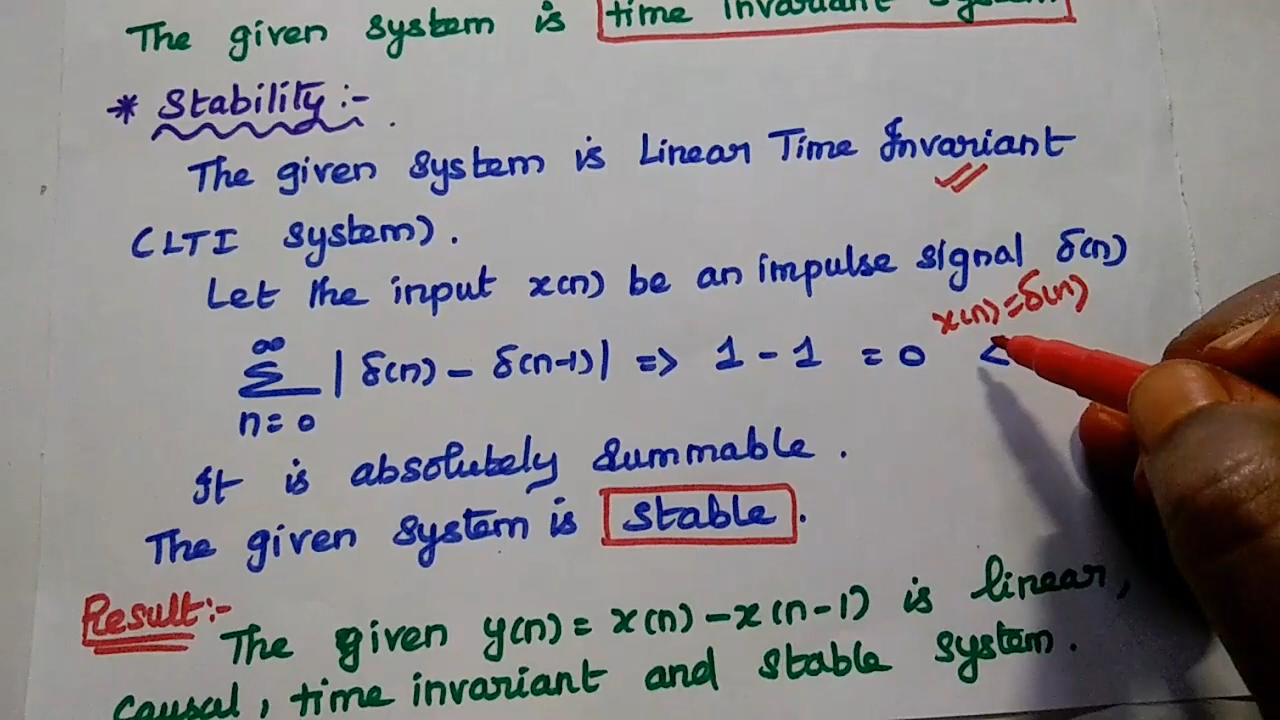 The given system is time invariant system
* Stability :-
The given system is Linear Time Invariant
(LTI system).
Let the input x(n) be an impulse signal δ(n)
x(n)=δ(n)
∞
Σ | δ(n) - δ(n-1) | => 1 - 1 = 0 <
n = 0
It is absolutely summable.
The given system is stable.
Result:-
The given y(n) = x(n) - x(n-1) is linear,
causal, time invariant and stable system.